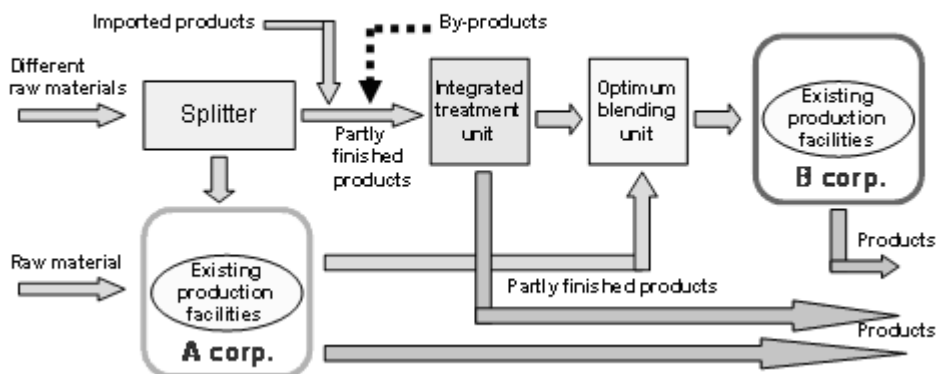 Imported products
By-products
Different
raw materials
Splitter
Partly
finished
products
Integrated
treatment
unit
Optimum
blending
unit
Existing
production
facilities
B corp.
Products
Raw material
Existing
production
facilities
A corp.
Partly finished products
Products